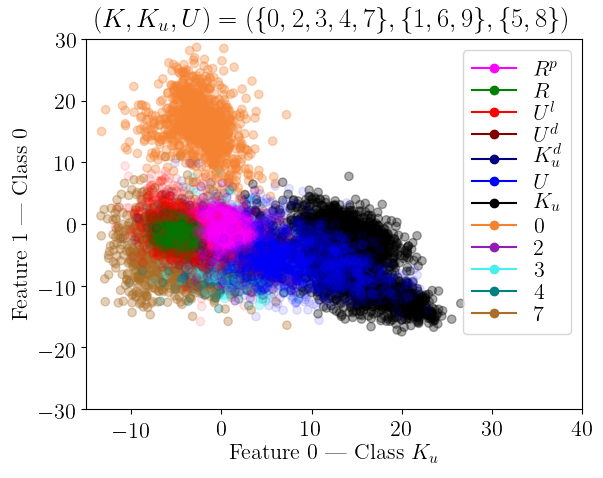 (K, K_u, U) = ({0, 2, 3, 4, 7}, {1, 6, 9}, {5, 8})
30
20
10
0
−10
−20
−30
Feature 1 — Class 0
R^p
R
U^l
U^d
K_u^d
U
K_u
0
2
3
4
7
−10
0
10
20
30
40
Feature 0 — Class K_u